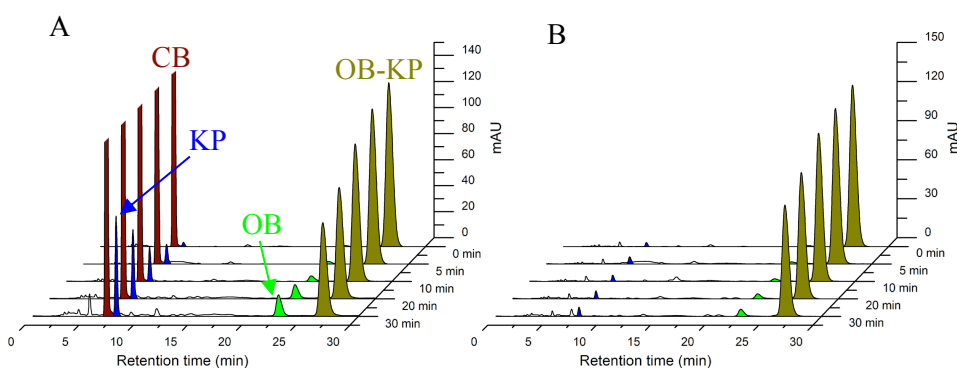 A
CB
KP
OB
OB-KP
140
120
100
80
60
40
20
0
mAU
0 min
5 min
10 min
20 min
30 min
0 5 10 15 20 25 30
Retention time (min)
B
150
120
90
60
30
0
mAU
0 min
5 min
10 min
20 min
30 min
0 5 10 15 20 25 30
Retention time (min)